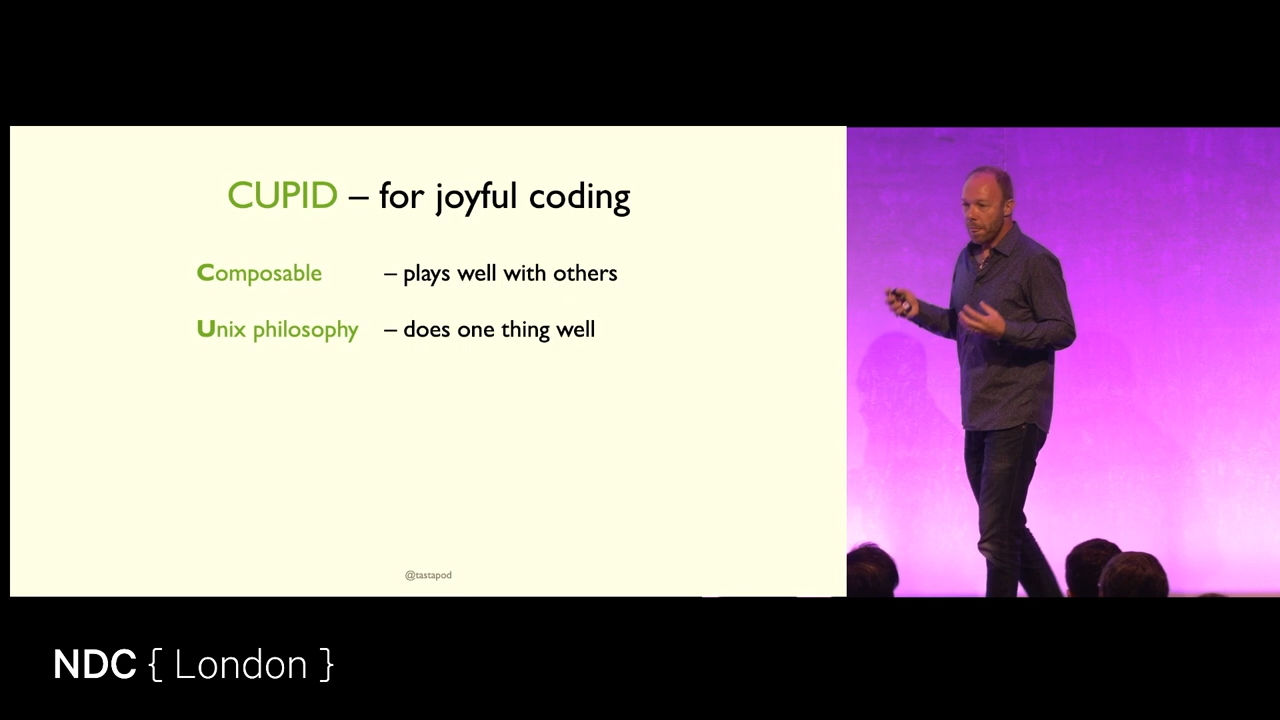 CUPID – for joyful coding
Composable – plays well with others
Unix philosophy – does one thing well
@tastapod
NDC { London }